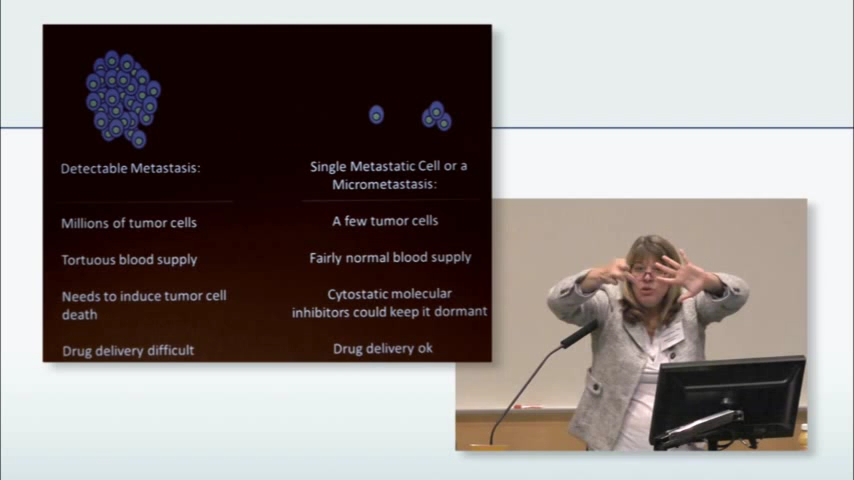 Detectable Metastasis:
Millions of tumor cells
Tortuous blood supply
Needs to induce tumor cell
death
Drug delivery difficult
Single Metastatic Cell or a
Micrometastasis:
A few tumor cells
Fairly normal blood supply
Cytostatic molecular
inhibitors could keep it dormant
Drug delivery ok